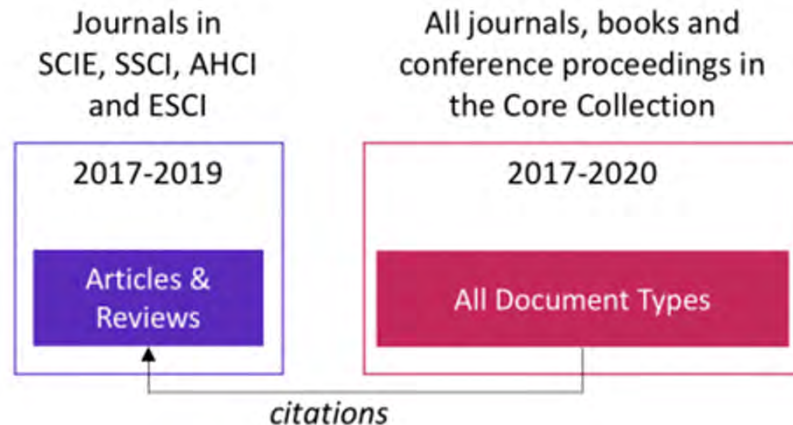 Journals in
SCIE, SSCI, AHCI
and ESCI
2017-2019
Articles &
Reviews
All journals, books and
conference proceedings in
the Core Collection
2017-2020
All Document Types
citations